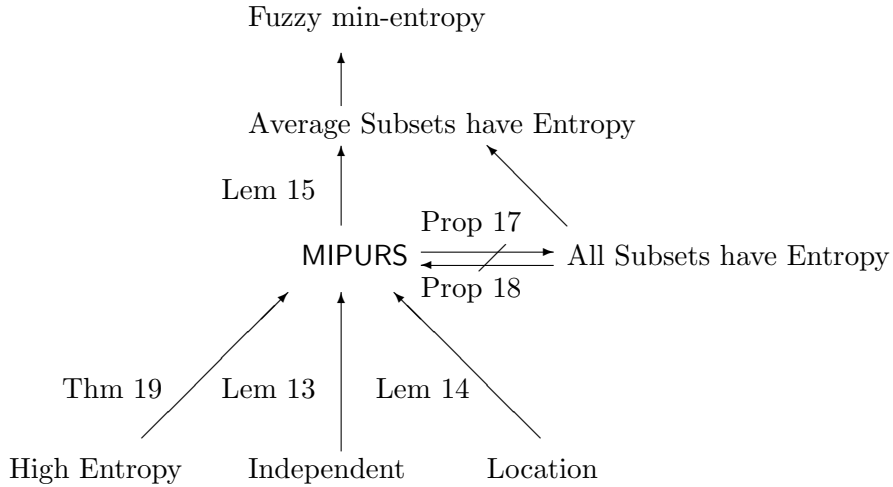 Fuzzy min-entropy
Average Subsets have Entropy
Lem 15
Prop 17
MIPURS
All Subsets have Entropy
Prop 18
Thm 19
Lem 13
Lem 14
High Entropy
Independent
Location